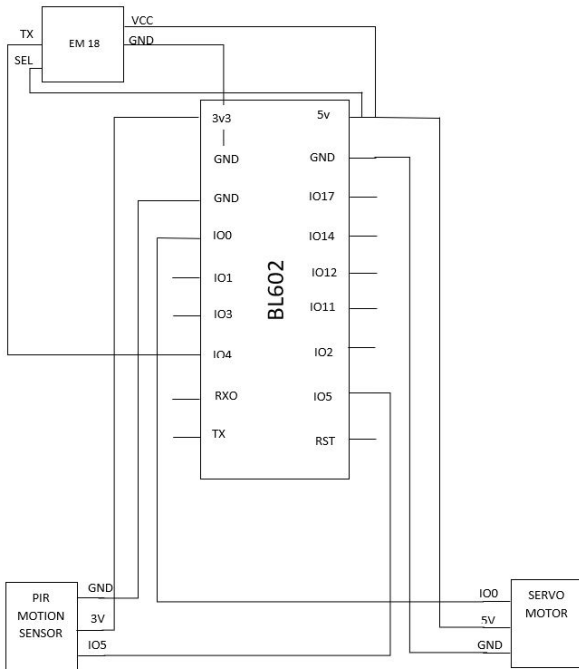 VCC
TX
EM 18
GND
SEL
3v3
5v
GND
GND
GND
IO17
IO0
IO14
IO1
IO12
BL602
IO3
IO11
IO4
IO2
RXO
IO5
TX
RST
PIR
MOTION
SENSOR
GND
3V
IO5
IO0
5V
GND
SERVO
MOTOR